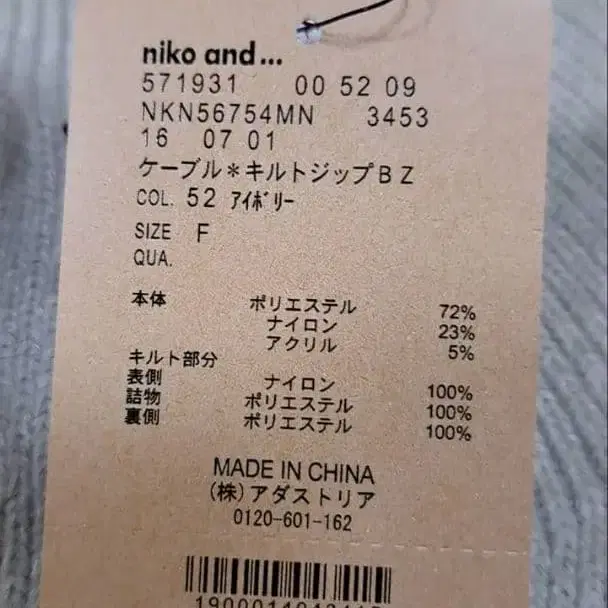 niko and...
571931 00 52 09
NKN56754MN 3453
16 07 01
ケーブル＊キルトジップＢＺ
COL. 52 ｱｲﾎﾞﾘｰ
SIZE F
QUA.
本体 ポリエステル 72%
ナイロン 23%
アクリル 5%
キルト部分
表側 ナイロン 100%
詰物 ポリエステル 100%
裏側 ポリエステル 100%
MADE IN CHINA
(株)アダストリア
0120-601-162